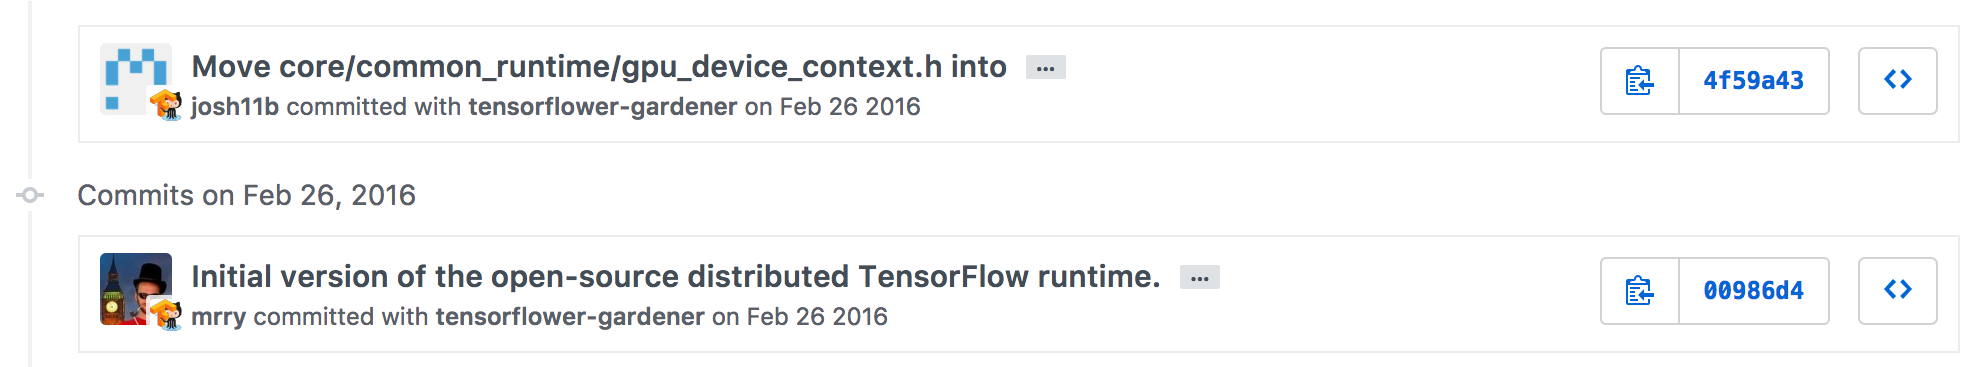 Move core/common_runtime/gpu_device_context.h into ...
4f59a43
josh11b committed with tensorflower-gardener on Feb 26 2016
Commits on Feb 26, 2016
Initial version of the open-source distributed TensorFlow runtime. ...
00986d4
mrry committed with tensorflower-gardener on Feb 26 2016